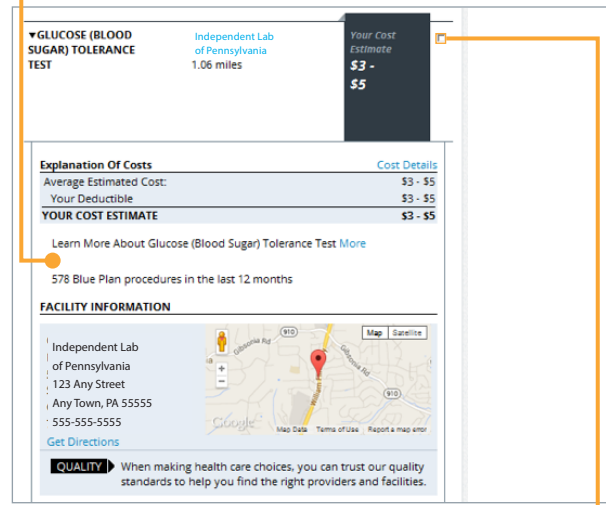 ▼GLUCOSE (BLOOD
SUGAR) TOLERANCE
TEST
Independent Lab
of Pennsylvania
1.06 miles
Your Cost
Estimate
$3 -
$5
Explanation Of Costs Cost Details
Average Estimated Cost: $3 - $5
Your Deductible $3 - $5
YOUR COST ESTIMATE $3 - $5
Learn More About Glucose (Blood Sugar) Tolerance Test More
578 Blue Plan procedures in the last 12 months
FACILITY INFORMATION
Independent Lab
of Pennsylvania
123 Any Street
Any Town, PA 55555
555-555-5555
Get Directions
910
Map Satellite
Gibsonia Rd
Gibsonia Rd
+
−
910
Google
Map Data Terms of Use Report a map error
QUALITY When making health care choices, you can trust our quality
standards to help you find the right providers and facilities.